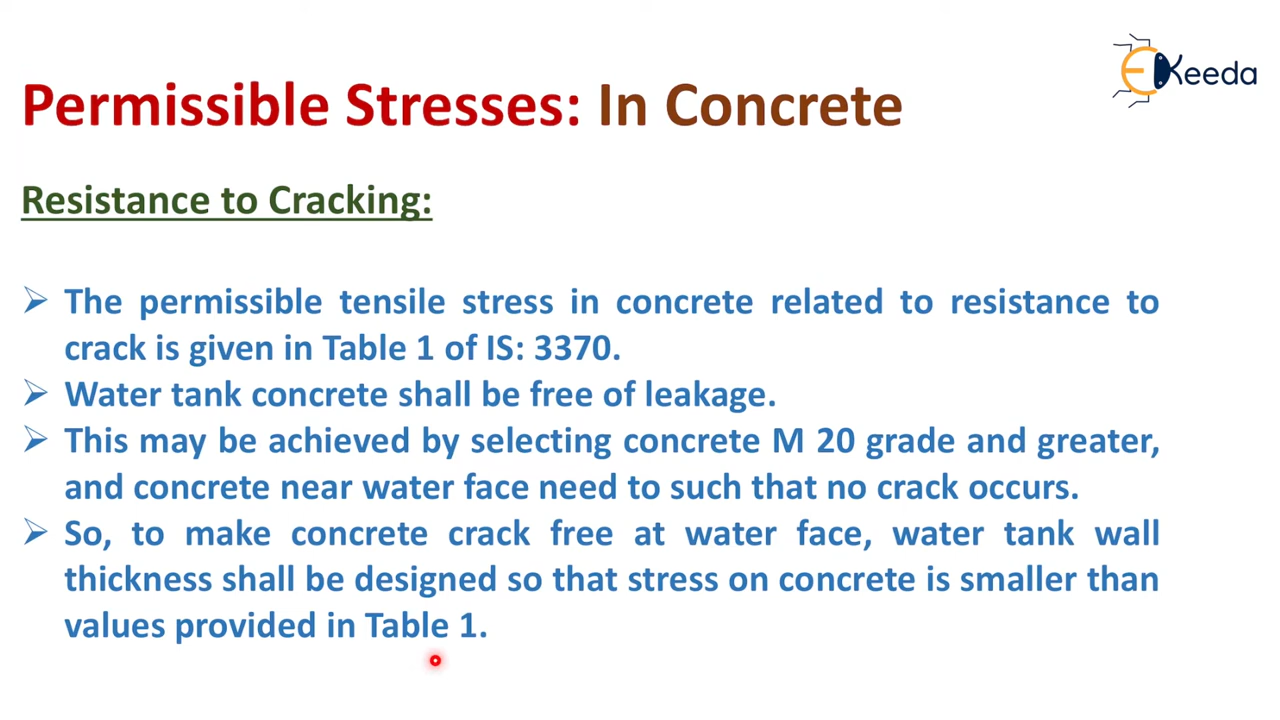 EKeeda
Permissible Stresses: In Concrete
Resistance to Cracking:
➢ The permissible tensile stress in concrete related to resistance to
crack is given in Table 1 of IS: 3370.
➢ Water tank concrete shall be free of leakage.
➢ This may be achieved by selecting concrete M 20 grade and greater,
and concrete near water face need to such that no crack occurs.
➢ So, to make concrete crack free at water face, water tank wall
thickness shall be designed so that stress on concrete is smaller than
values provided in Table 1.